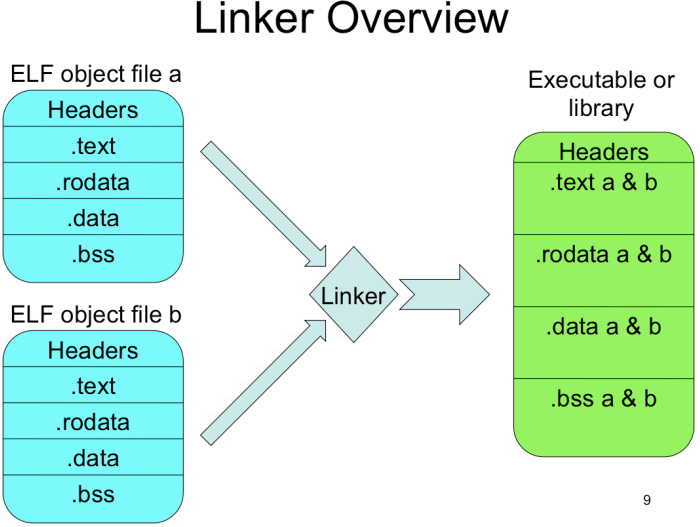 Linker Overview
ELF object file a
Headers
.text
.rodata
.data
.bss
ELF object file b
Headers
.text
.rodata
.data
.bss
Linker
Executable or
library
Headers
.text a & b
.rodata a & b
.data a & b
.bss a & b
9